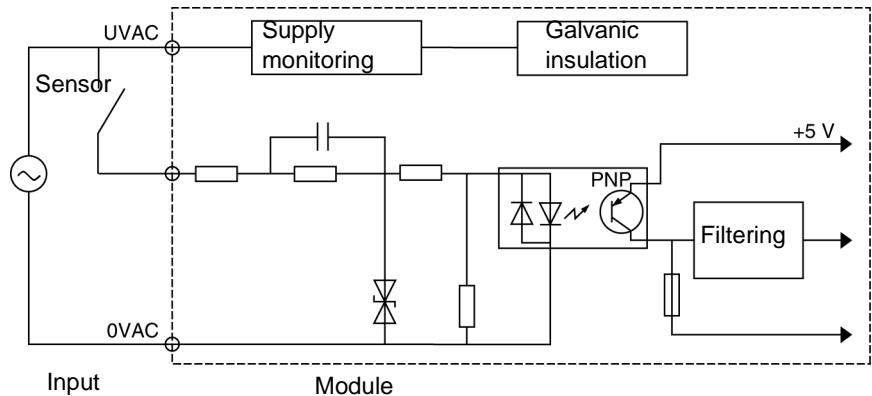 UVAC
Supply
monitoring
Galvanic
insulation
Sensor
+5 V
PNP
Filtering
0VAC
Input
Module